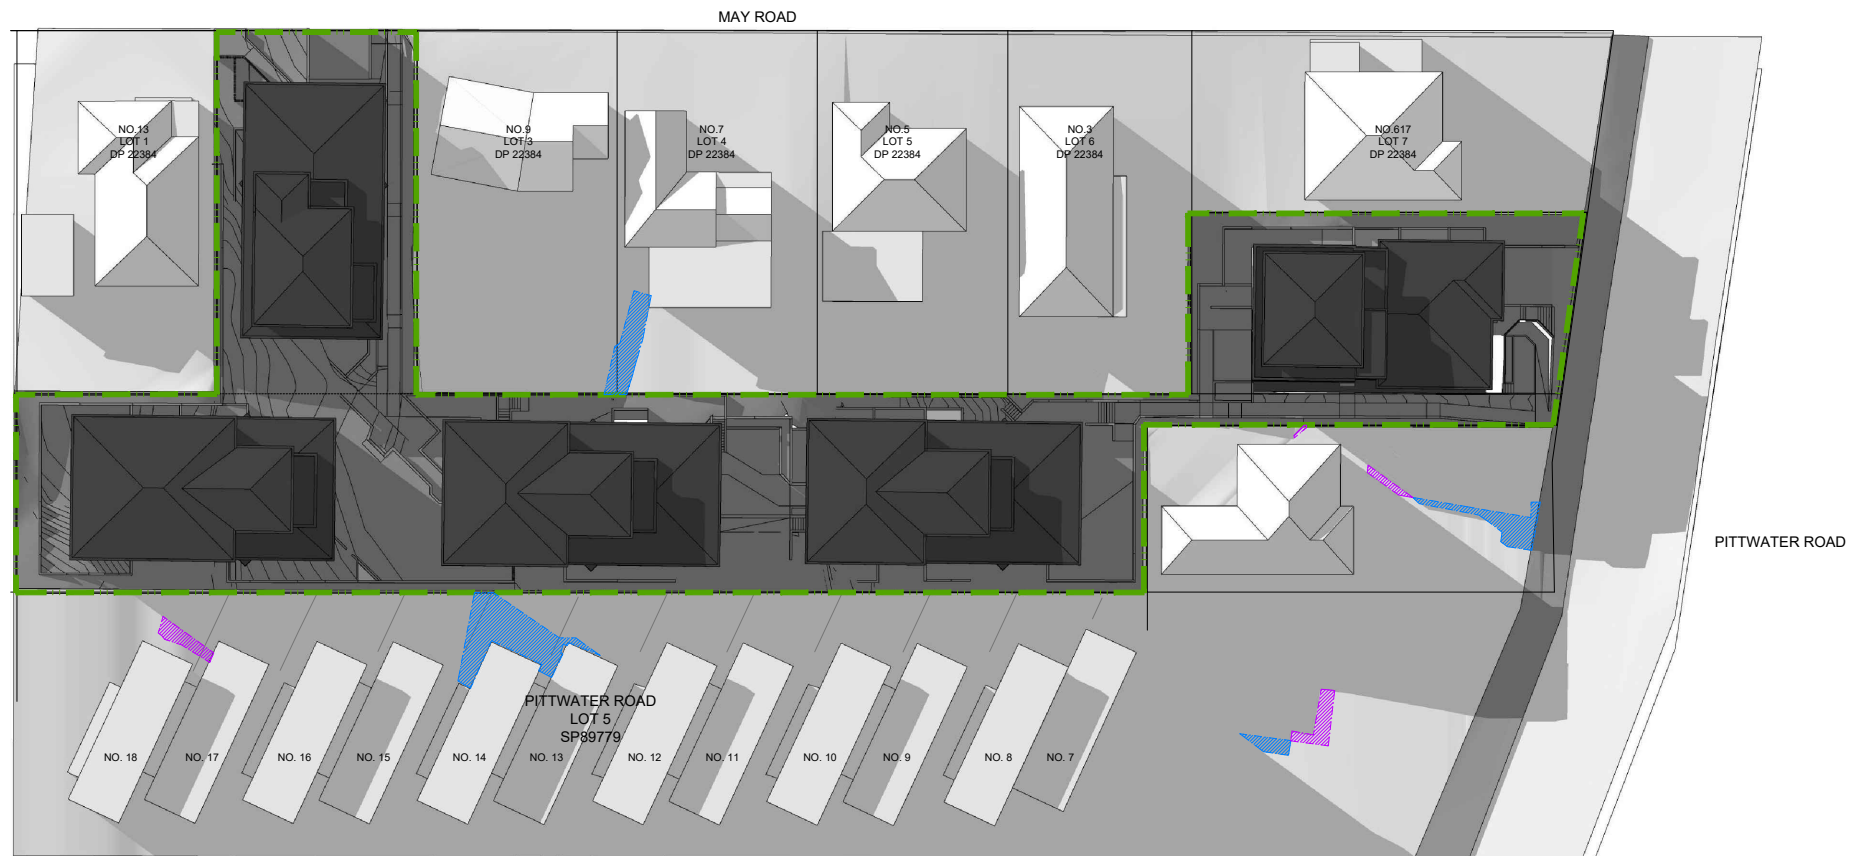 MAY ROAD
NO.13
LOT 1
DP 22384
NO.9
LOT 3
DP 22384
NO.7
LOT 4
DP 22384
NO.5
LOT 5
DP 22384
NO.3
LOT 6
DP 22384
NO.617
LOT 7
DP 22384
PITTWATER ROAD
PITTWATER ROAD
LOT 5
SP89779
NO. 18
NO. 17
NO. 16
NO. 15
NO. 14
NO. 13
NO. 12
NO. 11
NO. 10
NO. 9
NO. 8
NO. 7